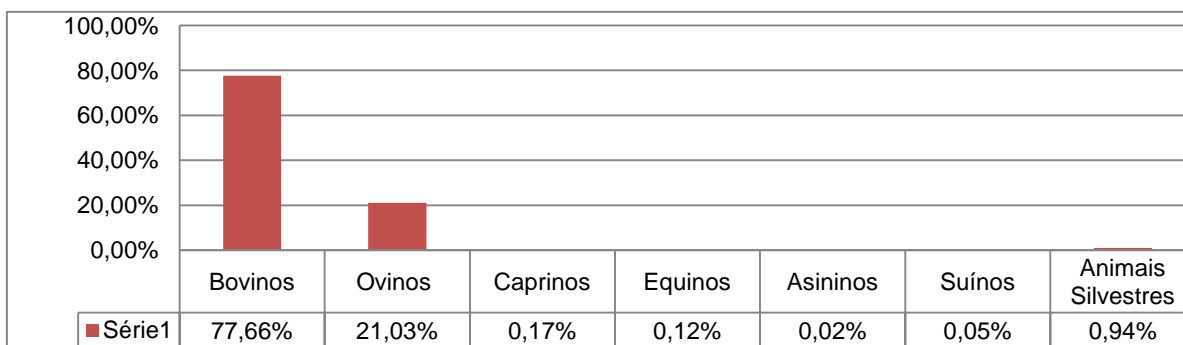 100,00%
80,00%
60,00%
40,00%
20,00%
0,00%
Bovinos Ovinos Caprinos Equinos Asininos Suínos Animais
Silvestres
Série1 77,66% 21,03% 0,17% 0,12% 0,02% 0,05% 0,94%